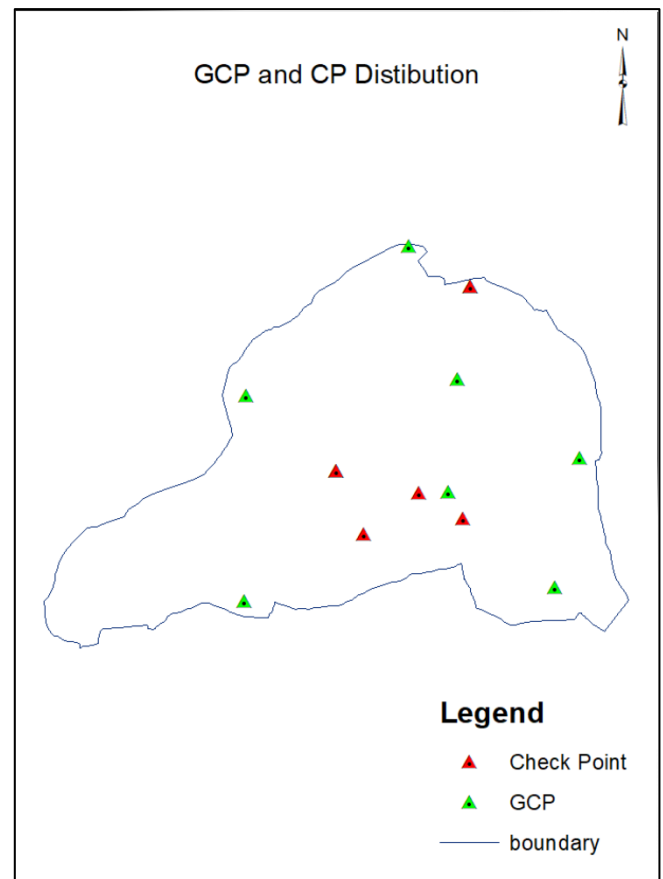 N
GCP and CP Distibution
Legend
Check Point
GCP
boundary